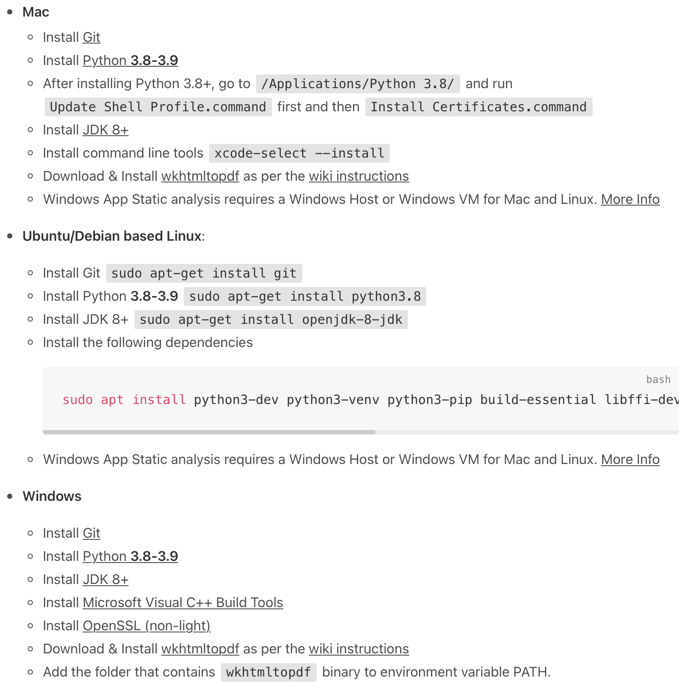 Mac
Install Git
Install Python 3.8-3.9
After installing Python 3.8+, go to /Applications/Python 3.8/ and run
Update Shell Profile.command first and then Install Certificates.command
Install JDK 8+
Install command line tools xcode-select --install
Download & Install wkhtmltopdf as per the wiki instructions
Windows App Static analysis requires a Windows Host or Windows VM for Mac and Linux. More Info
Ubuntu/Debian based Linux:
Install Git sudo apt-get install git
Install Python 3.8-3.9 sudo apt-get install python3.8
Install JDK 8+ sudo apt-get install openjdk-8-jdk
Install the following dependencies
bash
sudo apt install python3-dev python3-venv python3-pip build-essential libffi-dev
Windows App Static analysis requires a Windows Host or Windows VM for Mac and Linux. More Info
Windows
Install Git
Install Python 3.8-3.9
Install JDK 8+
Install Microsoft Visual C++ Build Tools
Install OpenSSL (non-light)
Download & Install wkhtmltopdf as per the wiki instructions
Add the folder that contains wkhtmltopdf binary to environment variable PATH.